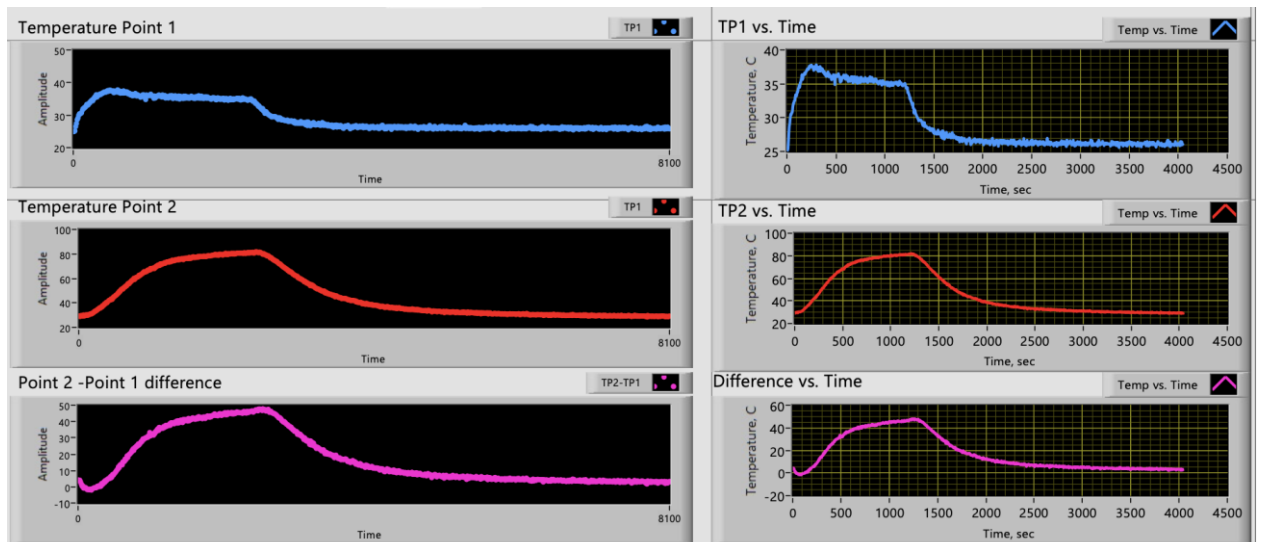 Temperature Point 1
TP1
Amplitude
50
40
30
20
0
8100
Time
TP1 vs. Time
Temp vs. Time
Temperature, C
40
35
30
25
0 500 1000 1500 2000 2500 3000 3500 4000 4500
Time, sec
Temperature Point 2
TP1
Amplitude
100
80
60
40
20
0
8100
Time
TP2 vs. Time
Temp vs. Time
Temperature, C
100
80
60
40
20
0 500 1000 1500 2000 2500 3000 3500 4000 4500
Time, sec
Point 2 -Point 1 difference
TP2-TP1
Amplitude
50
40
30
20
10
0
-10
0
8100
Time
Difference vs. Time
Temp vs. Time
Temperature, C
60
40
20
0
-20
0 500 1000 1500 2000 2500 3000 3500 4000 4500
Time, sec